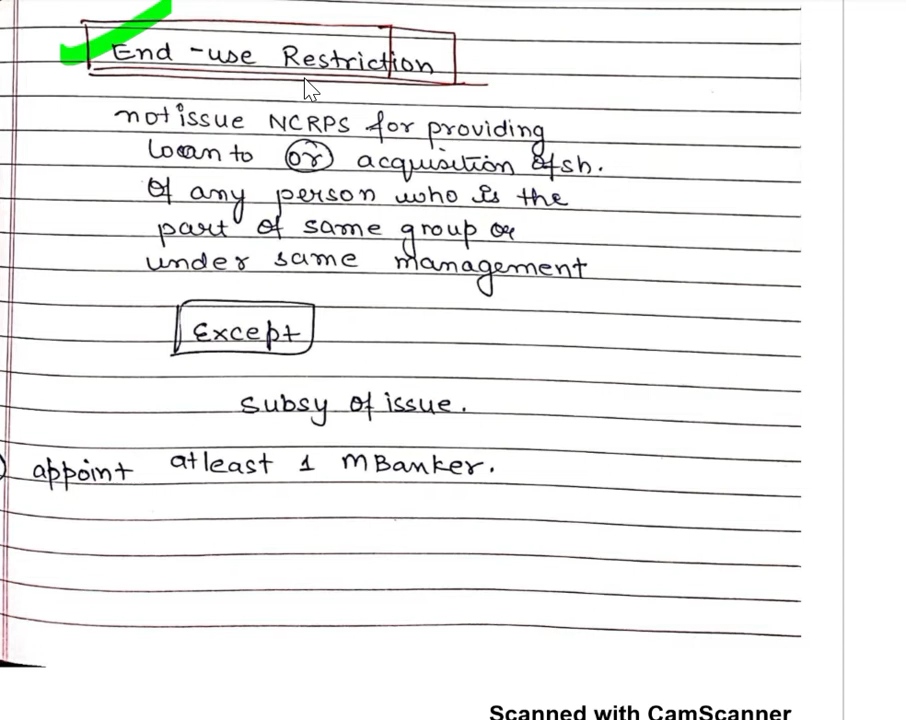 End -use Restriction
not issue NCRPS for providing
loan to or acquisition of sh.
of any person who is the
part of same group or
under same management
Except
Subsy of issue.
appoint atleast 1 MBanker.
Scanned with CamScanner